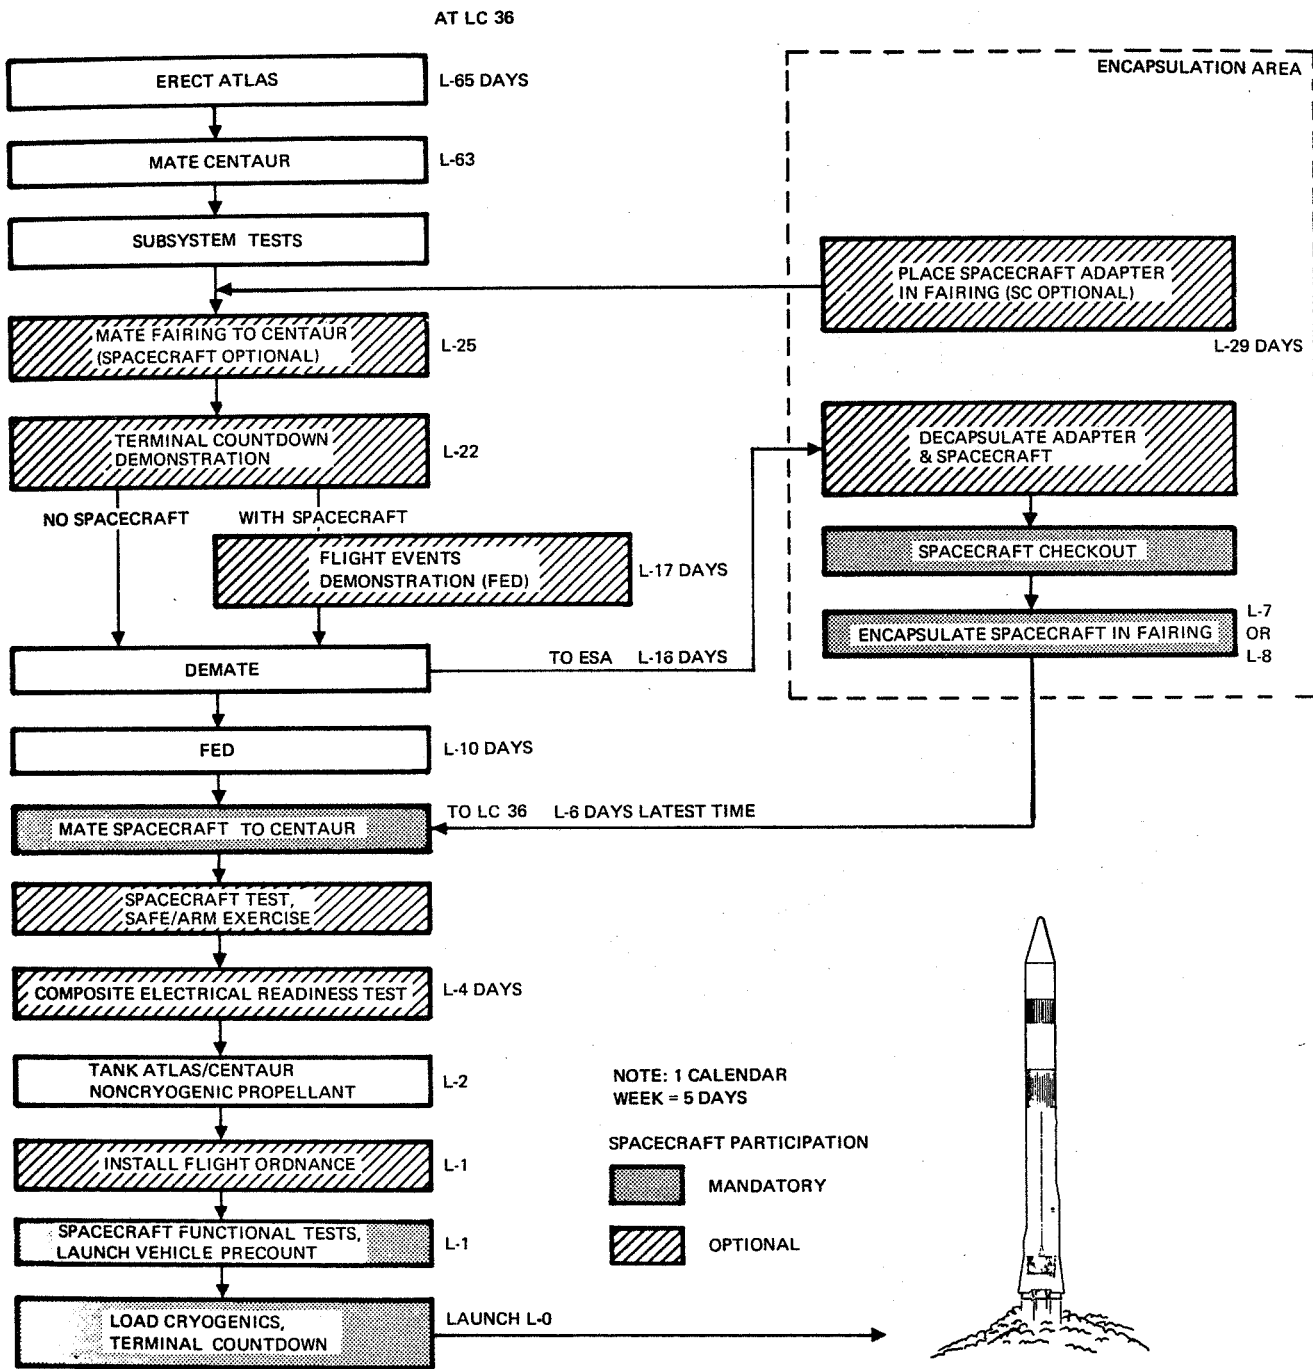 AT LC 36
ERECT ATLAS
L-65 DAYS
MATE CENTAUR
L-63
SUBSYSTEM TESTS
MATE FAIRING TO CENTAUR
(SPACECRAFT OPTIONAL)
L-25
TERMINAL COUNTDOWN
DEMONSTRATION
L-22
NO SPACECRAFT
WITH SPACECRAFT
FLIGHT EVENTS
DEMONSTRATION (FED)
L-17 DAYS
DEMATE
TO ESA L-16 DAYS
FED
L-10 DAYS
MATE SPACECRAFT TO CENTAUR
TO LC 36 L-6 DAYS LATEST TIME
SPACECRAFT TEST,
SAFE/ARM EXERCISE
COMPOSITE ELECTRICAL READINESS TEST
L-4 DAYS
TANK ATLAS/CENTAUR
NONCRYOGENIC PROPELLANT
L-2
INSTALL FLIGHT ORDNANCE
L-1
SPACECRAFT FUNCTIONAL TESTS,
LAUNCH VEHICLE PRECOUNT
L-1
LOAD CRYOGENICS,
TERMINAL COUNTDOWN
LAUNCH L-0
ENCAPSULATION AREA
PLACE SPACECRAFT ADAPTER
IN FAIRING (SC OPTIONAL)
L-29 DAYS
DECAPSULATE ADAPTER
& SPACECRAFT
SPACECRAFT CHECKOUT
ENCAPSULATE SPACECRAFT IN FAIRING
L-7
OR
L-8
NOTE: 1 CALENDAR
WEEK = 5 DAYS
SPACECRAFT PARTICIPATION
MANDATORY
OPTIONAL